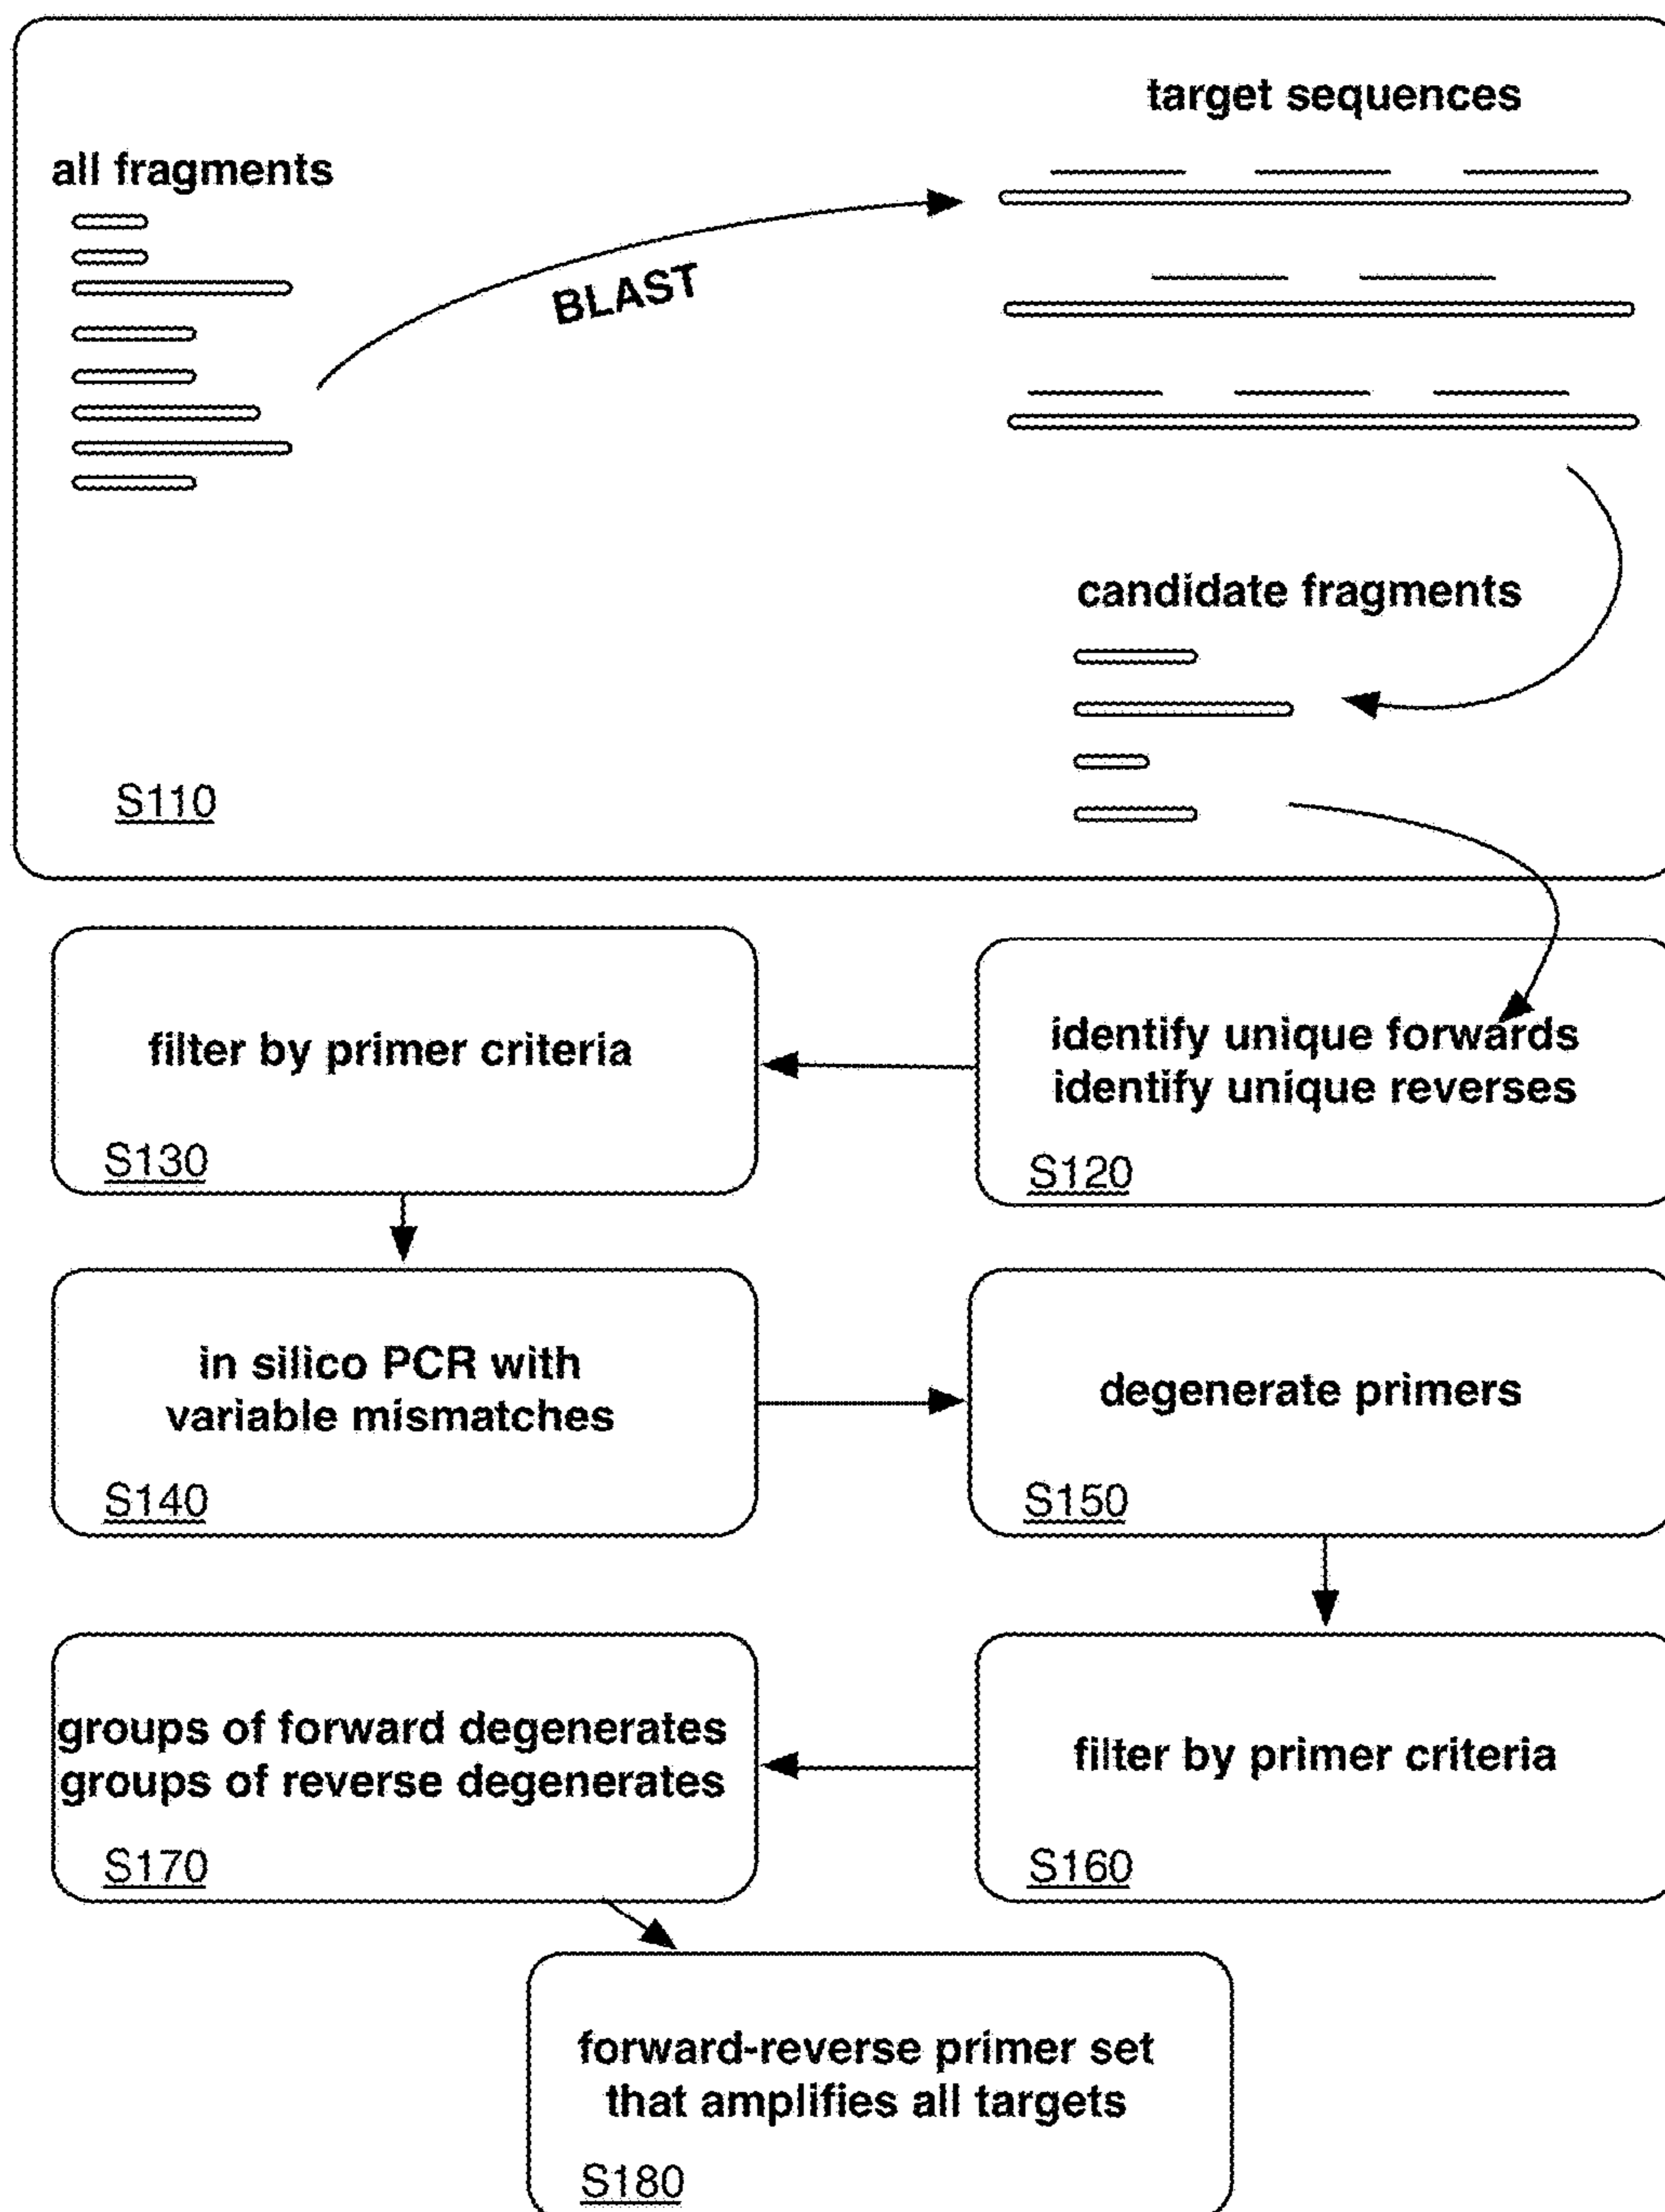 target sequences
all fragments
BLAST
candidate fragments
S110
filter by primer criteria
S130
identify unique forwards
identify unique reverses
S120
in silico PCR with
variable mismatches
S140
degenerate primers
S150
groups of forward degenerates
groups of reverse degenerates
S170
filter by primer criteria
S160
forward-reverse primer set
that amplifies all targets
S180